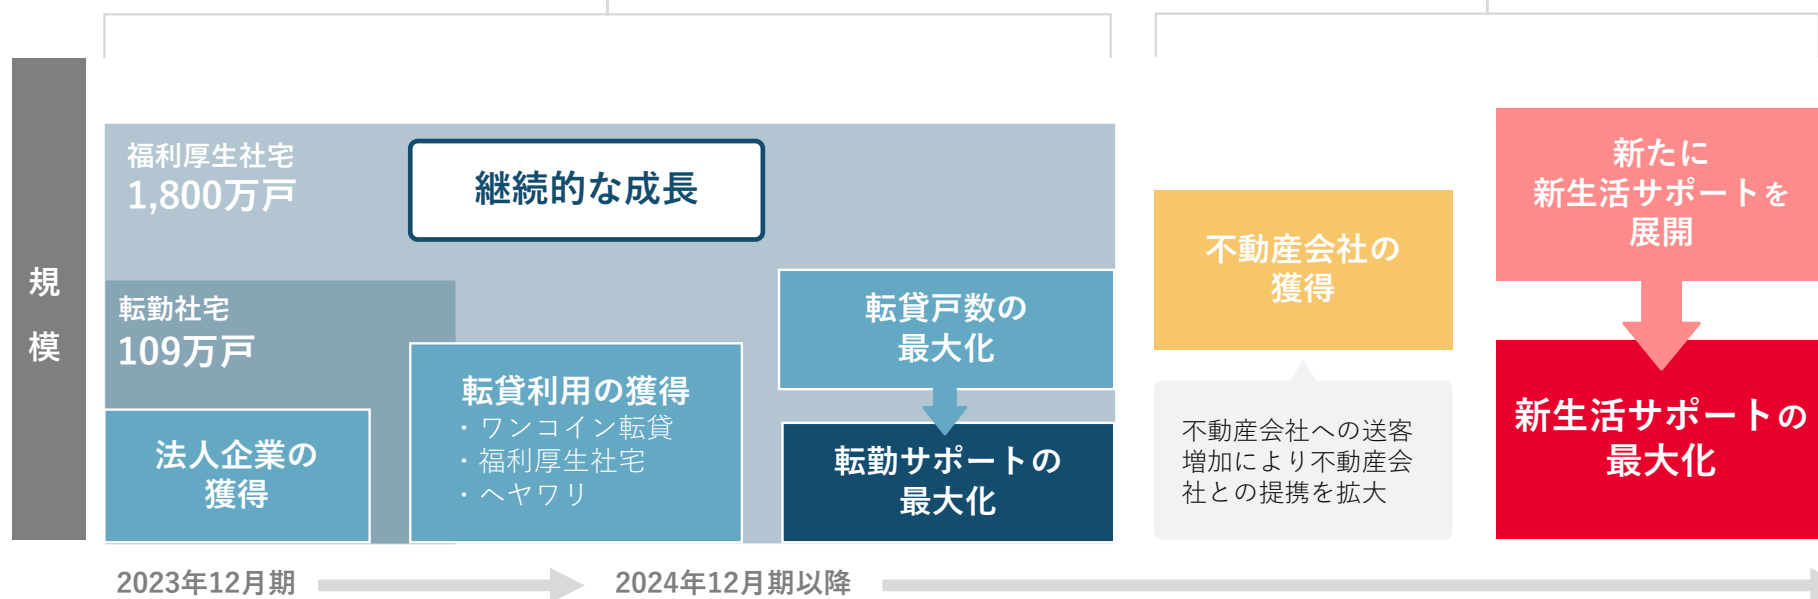 規
模
福利厚生社宅
1,800万戸
継続的な成長
転勤社宅
109万戸
法人企業の
獲得
転貸利用の獲得
・ワンコイン転貸
・福利厚生社宅
・ヘヤワリ
転貸戸数の
最大化
転勤サポートの
最大化
不動産会社の
獲得
不動産会社への送客
増加により不動産会
社との提携を拡大
新たに
新生活サポートを
展開
新生活サポートの
最大化
2023年12月期
2024年12月期以降